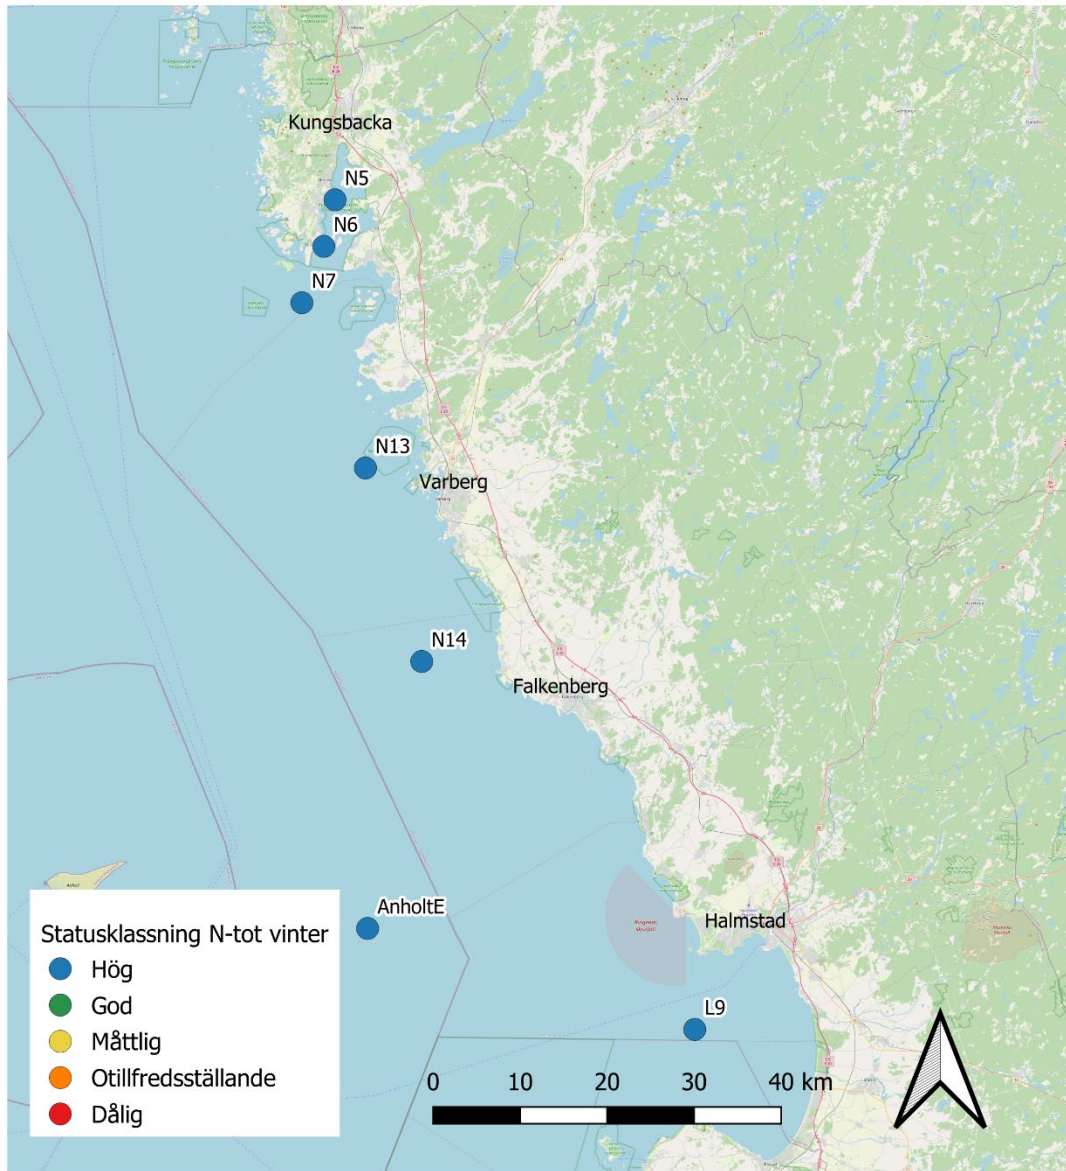 Kungsbacka
N5
N6
N7
N13
Varberg
N14
Falkenberg
AnholtE
Halmstad
L9
Statusklassning N-tot vinter
Hög
God
Måttlig
Otillfredsställande
Dålig
0 10 20 30 40 km